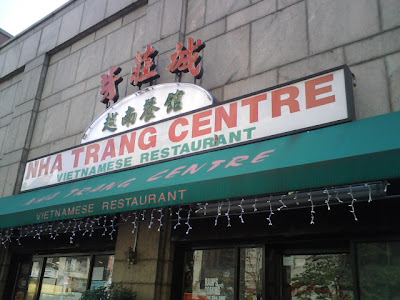 芽莊城
越南餐館
NHA TRANG CENTRE
VIETNAMESE RESTAURANT
NHA TRANG CENTRE
VIETNAMESE RESTAURANT